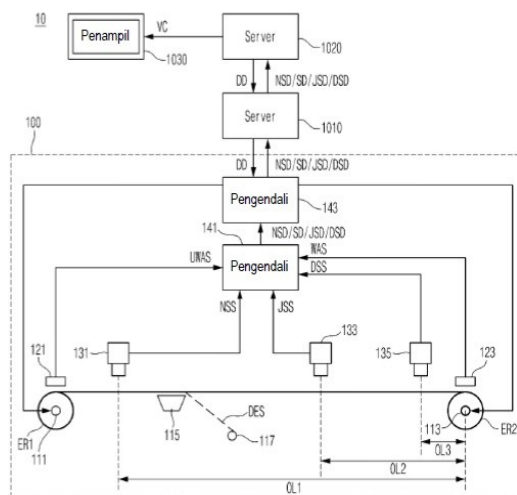 10
Penampil
VC
Server
1030
1020
DD
NSD/SD/JSD/DSD
Server
100
1010
DD
NSD/SD/JSD/DSD
Pengendali
141
143
NSD/SD/JSD/DSD
WAS
UWAS
Pengendali
DSS
NSS
JSS
133
121
131
135
123
DES
ER1
111
115
117
113
ER2
OL3
OL2
OL1